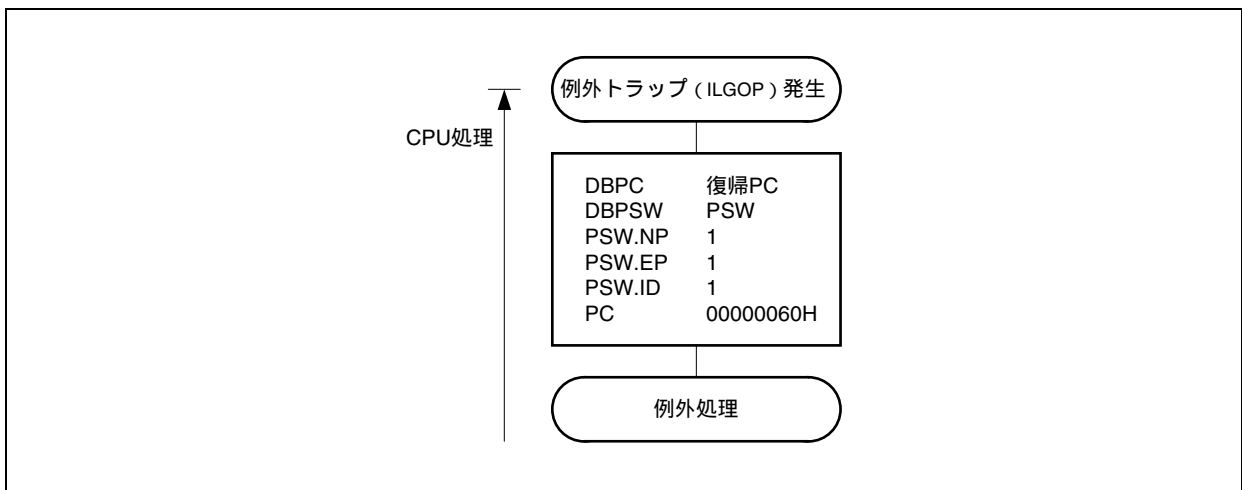 例外トラップ（ILGOP）発生
CPU処理
DBPC 復帰PC
DBPSW PSW
PSW.NP 1
PSW.EP 1
PSW.ID 1
PC 00000060H
例外処理